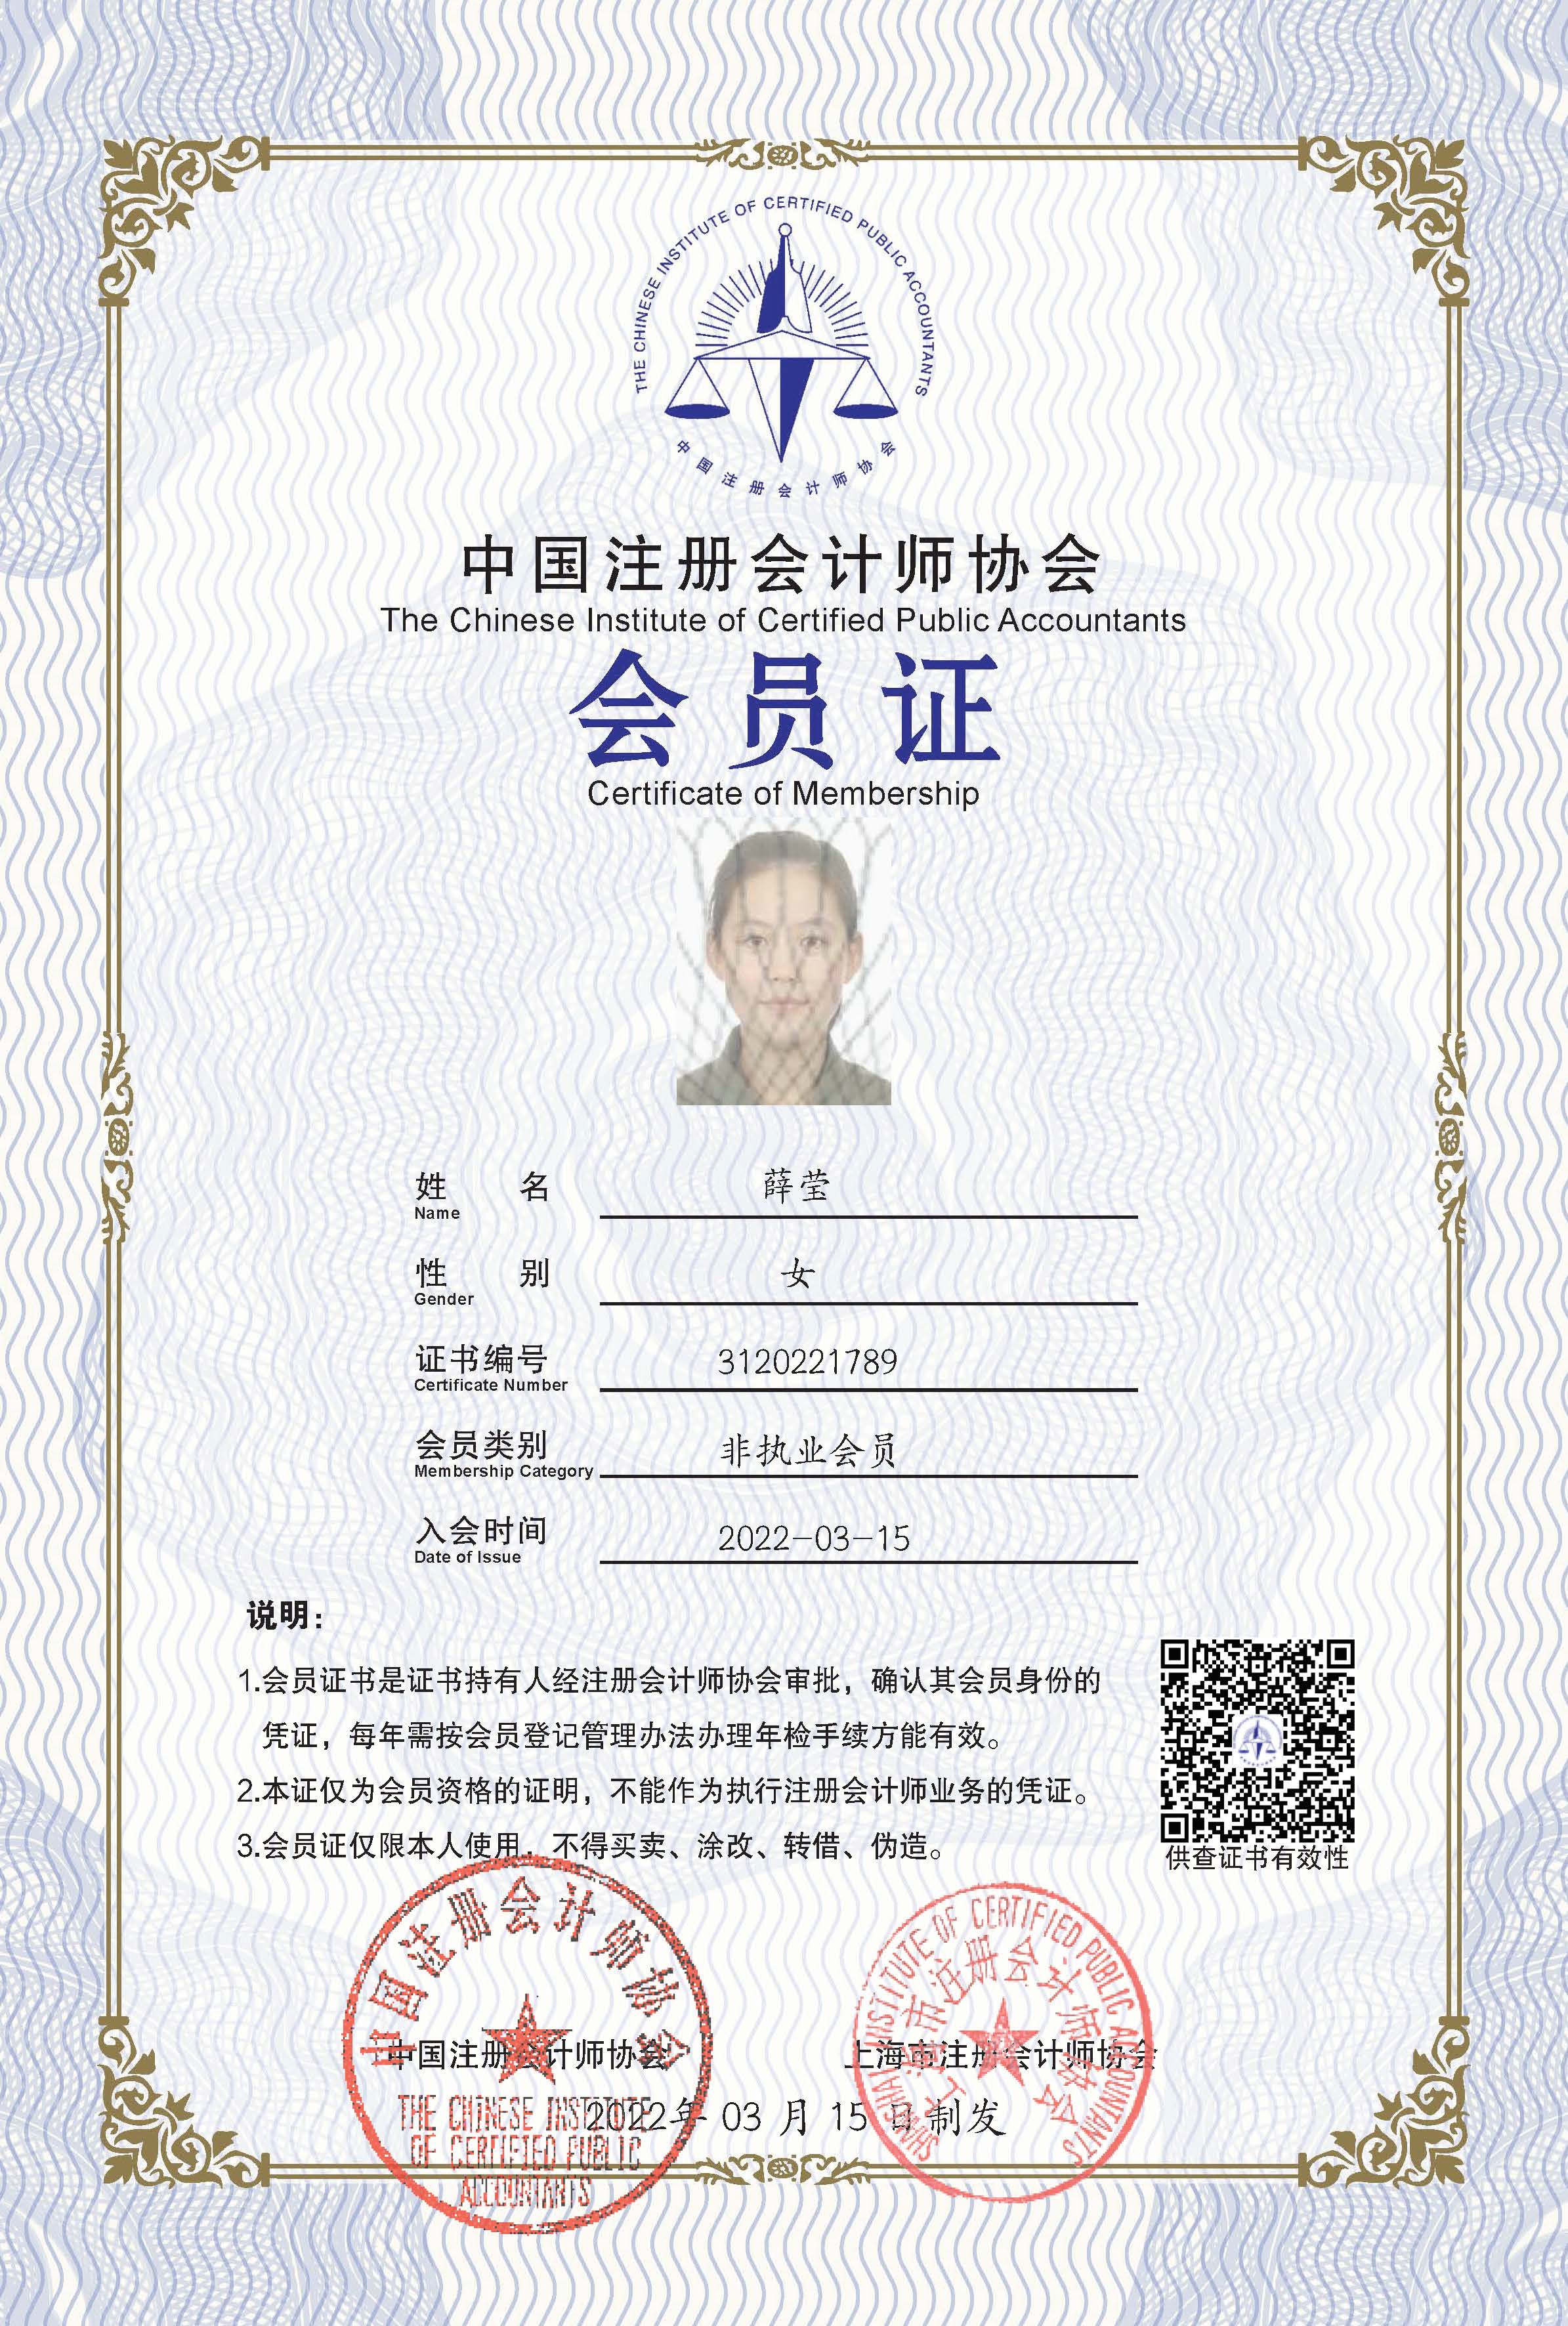 THE CHINESE INSTITUTE OF CERTIFIED PUBLIC ACCOUNTANTS
中国注册会计师协会
中国注册会计师协会
The Chinese Institute of Certified Public Accountants
会员证
Certificate of Membership
姓名 薛莹
Name
性别 女
Gender
证书编号 3120221789
Certificate Number
会员类别 非执业会员
Membership Category
入会时间 2022-03-15
Date of Issue
说明：
1.会员证书是证书持有人经注册会计师协会审批，确认其会员身份的
凭证，每年需按会员登记管理办法办理年检手续方能有效。
2.本证仅为会员资格的证明，不能作为执行注册会计师业务的凭证。
3.会员证仅限本人使用，不得买卖、涂改、转借、伪造。
供查证书有效性
中国注册会计师协会
THE CHINESE INSTITUTE
OF CERTIFIED PUBLIC
ACCOUNTANTS
SHANGHAI INSTITUTE OF CERTIFIED PUBLIC ACCOUNTANTS
上海市注册会计师协会
中国注册会计师协会 上海市注册会计师协会
2022年 03 月 15 日 制发